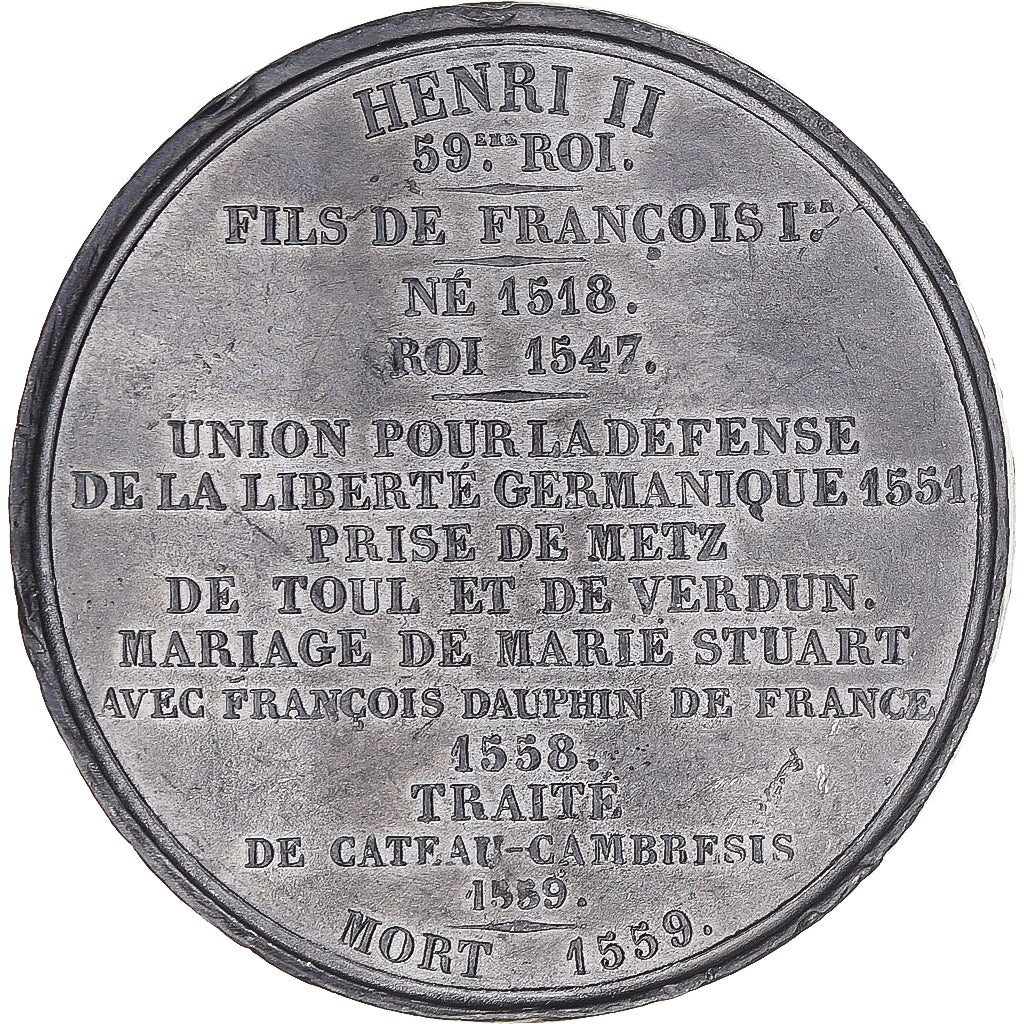 HENRI II
59.EME ROI.
FILS DE FRANÇOIS I.ER
NÉ 1518.
ROI 1547.
UNION POUR LA DEFENSE
DE LA LIBERTÉ GERMANIQUE 1551.
PRISE DE METZ
DE TOUL ET DE VERDUN.
MARIAGE DE MARIE STUART
AVEC FRANÇOIS DAUPHIN DE FRANCE
1558.
TRAITÉ
DE CATEAU-CAMBRESIS
1559.
MORT 1559.